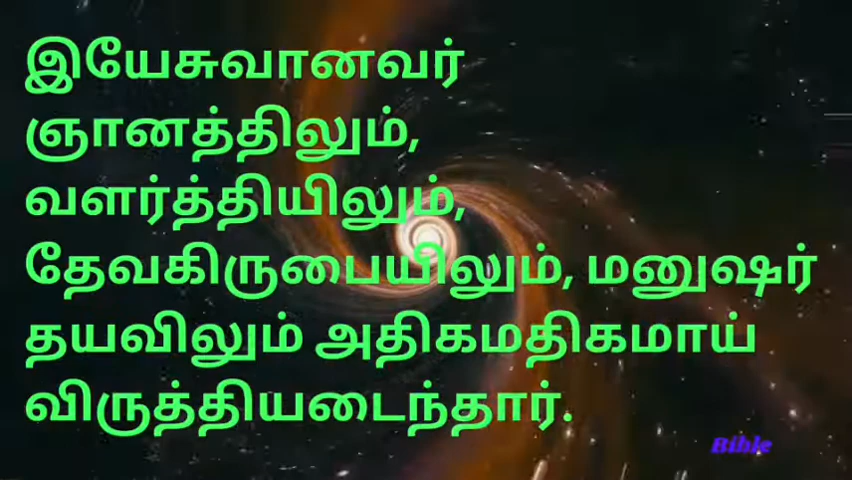 இயேசுவானவர்
ஞானத்திலும்,
வளர்த்தியிலும்,
தேவகிருபையிலும், மனுஷர்
தயவிலும் அதிகமதிகமாய்
விருத்தியடைந்தார்.
Bible